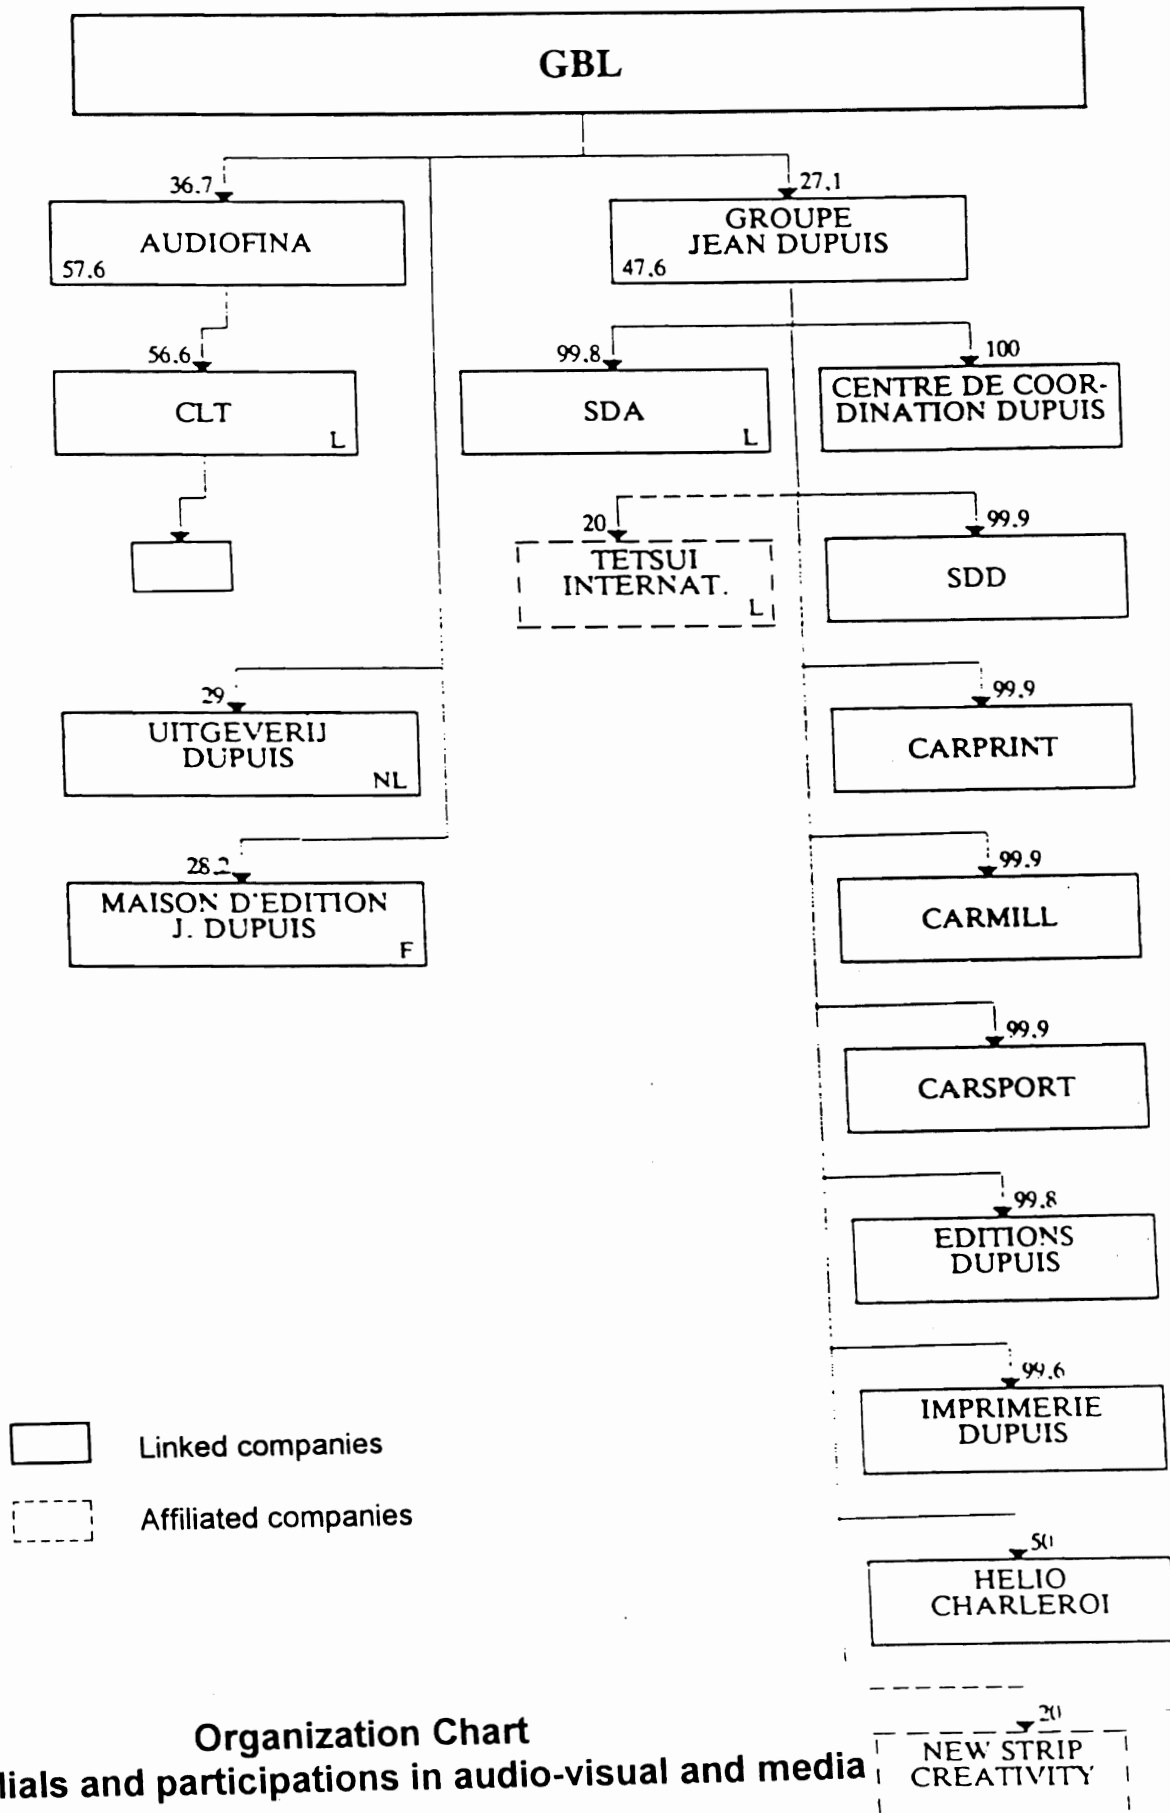 GBL
36.7
27.1
AUDIOFINA
57.6
GROUPE
JEAN DUPUIS
47.6
56.6
99.8
100
CLT
L
SDA
L
CENTRE DE COOR-
DINATION DUPUIS
20
99.9
TETSUI
INTERNAT.
L
SDD
29
99.9
UITGEVERIJ
DUPUIS
NL
CARPRINT
28.2
99.9
MAISON D'EDITION
J. DUPUIS
F
CARMILL
99.9
CARSPORT
99.8
EDITIONS
DUPUIS
99.6
IMPRIMERIE
DUPUIS
Linked companies
Affiliated companies
50
HELIO
CHARLEROI
20
NEW STRIP
CREATIVITY
Organization Chart
lials and participations in audio-visual and media